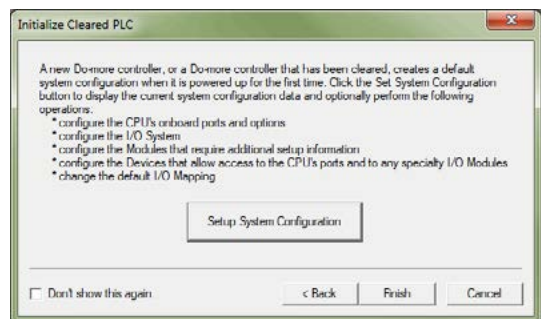 Initialize Cleared PLC
A new Do-more controller, or a Do-more controller that has been cleared, creates a default
system configuration when it is powered up for the first time. Click the Set System Configuration
button to display the current system configuration data and optionally perform the following
operations:
* configure the CPU's onboard ports and options
* configure the I/O System
* configure the Modules that require additional setup information
* configure the Devices that allow access to the CPU's ports and to any specialty I/O Modules
* change the default I/O Mapping
Setup System Configuration
Don't show this again
< Back
Finish
Cancel